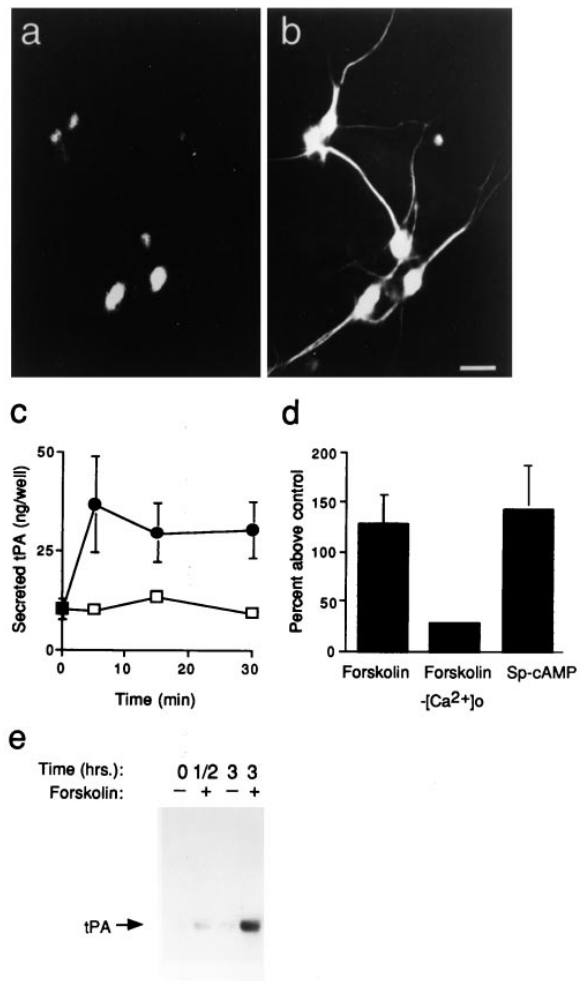 a
b
c
Secreted tPA (ng/well)
50
25
0
0 10 20 30
Time (min)
d
Percent above control
200
150
100
50
0
Forskolin Forskolin Sp-cAMP
-[Ca²⁺]o
e
Time (hrs.): 0 1/2 3 3
Forskolin: – + – +
tPA